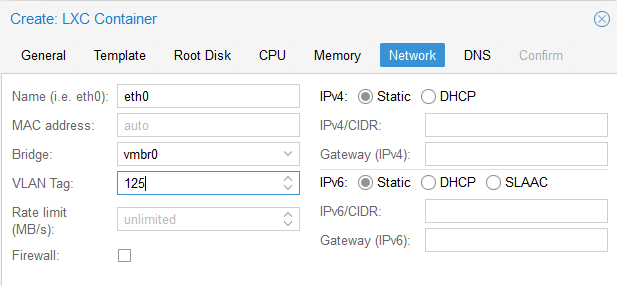 Create: LXC Container
General Template Root Disk CPU Memory Network DNS Confirm
Name (i.e. eth0): eth0
MAC address: auto
Bridge: vmbr0
VLAN Tag: 125
Rate limit
(MB/s): unlimited
Firewall:
IPv4: Static DHCP
IPv4/CIDR:
Gateway (IPv4):
IPv6: Static DHCP SLAAC
IPv6/CIDR:
Gateway (IPv6):